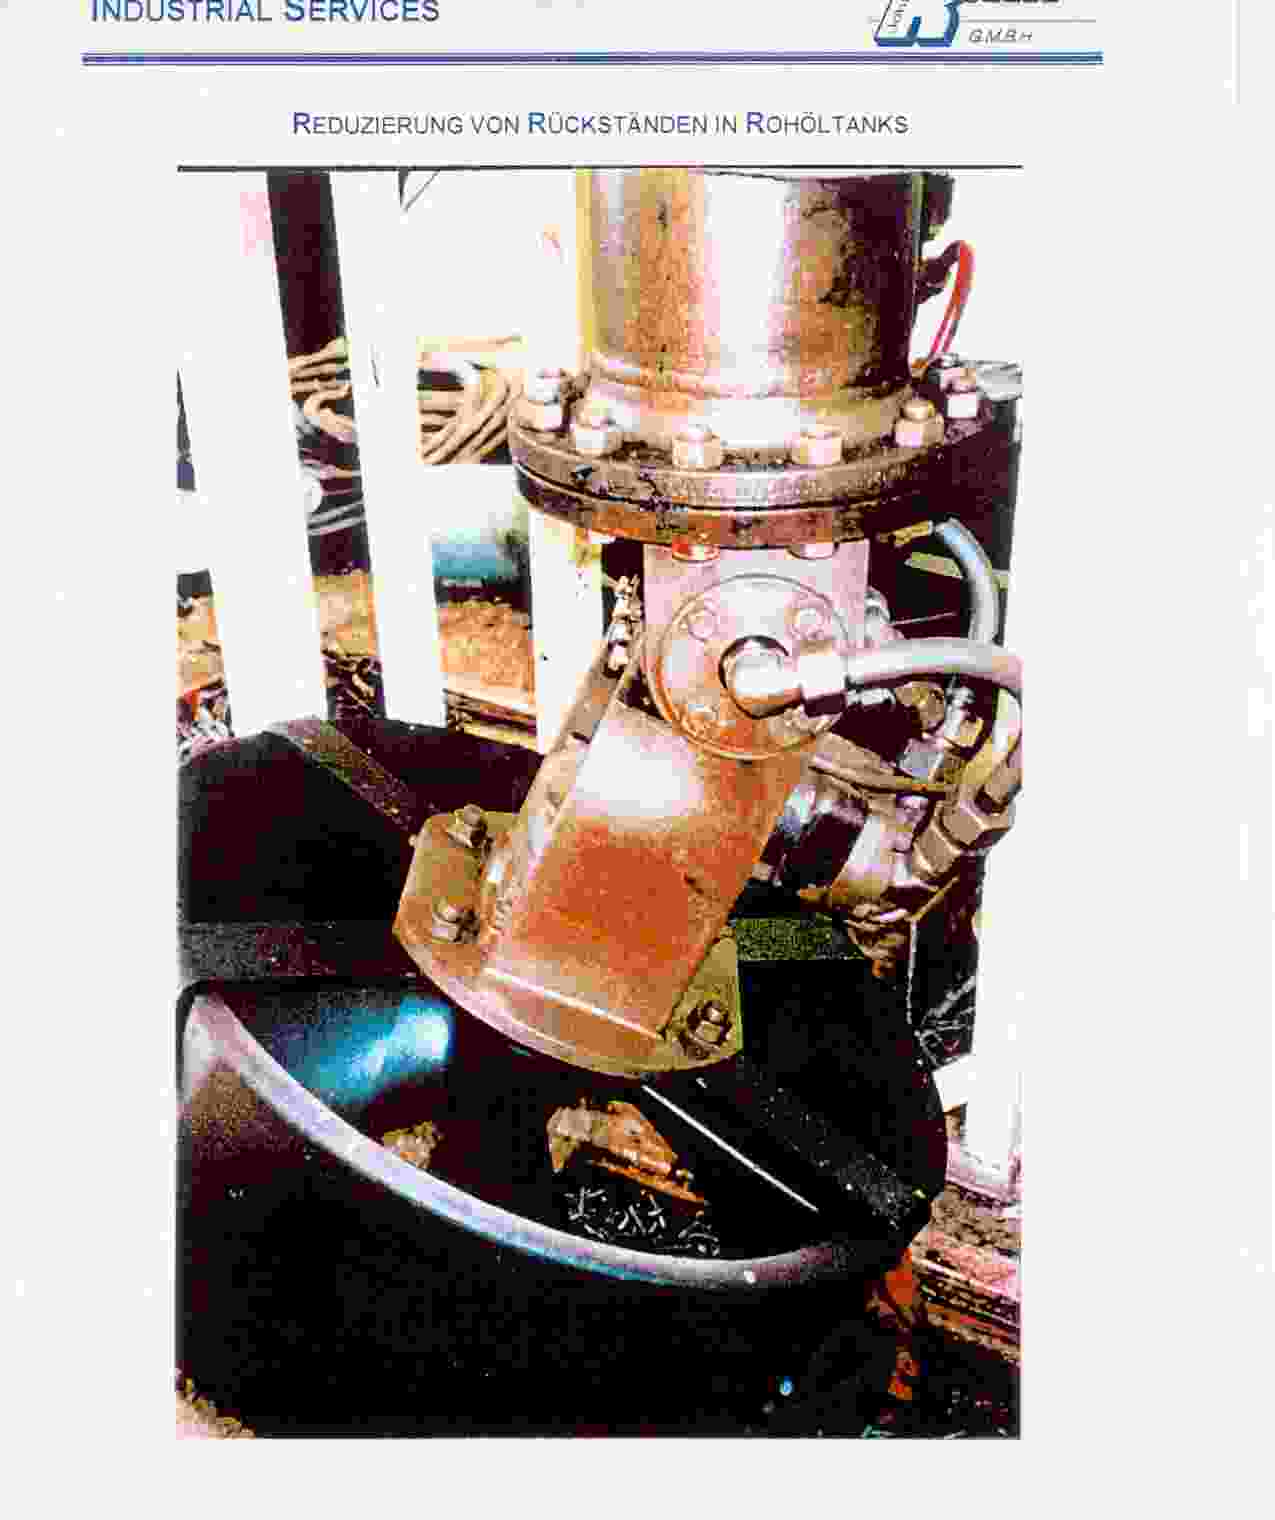 INDUSTRIAL SERVICES
G.M.B.H
REDUZIERUNG VON RÜCKSTÄNDEN IN ROHÖLTANKS